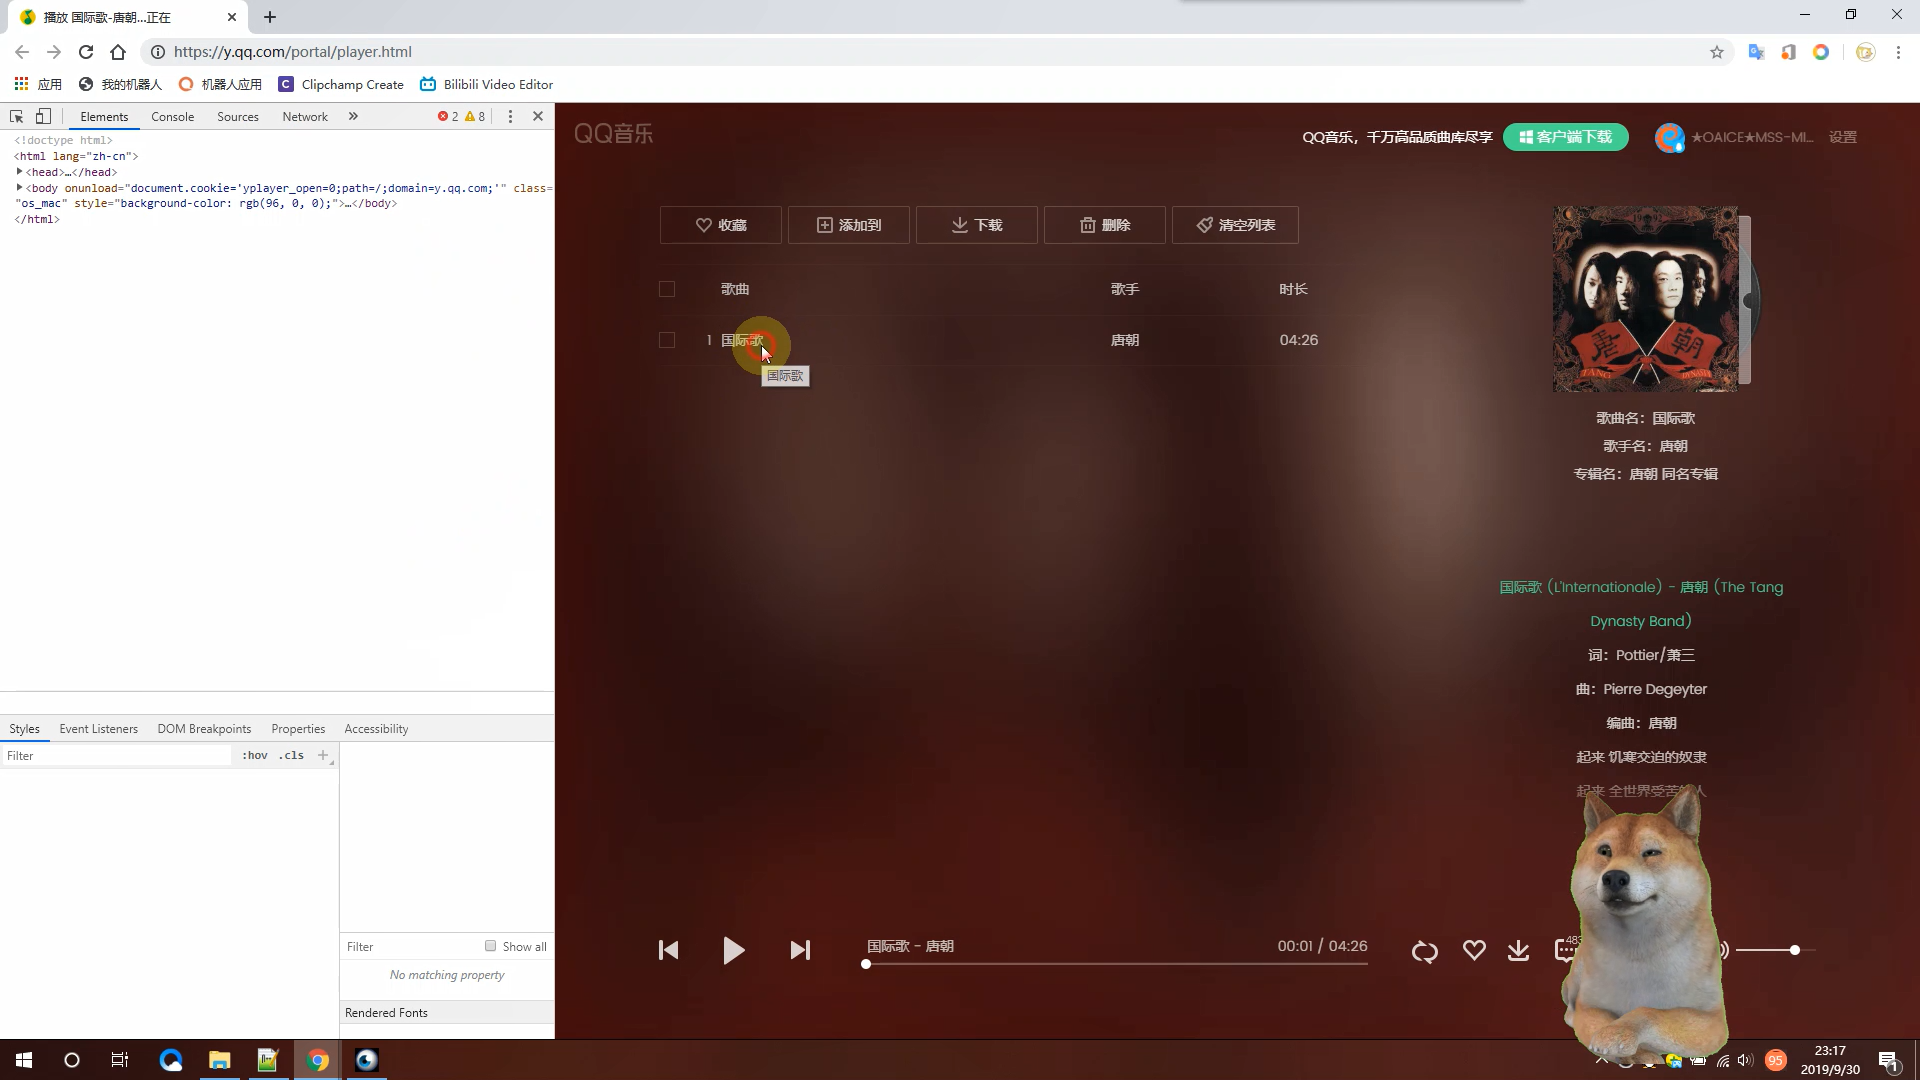 播放 国际歌-唐朝...正在
https://y.qq.com/portal/player.html
应用 我的机器人 机器人应用 Clipchamp Create Bilibili Video Editor
Elements Console Sources Network 2 8
<!doctype html>
<html lang="zh-cn">
<head>…</head>
<body onunload="document.cookie='yplayer_open=0;path=/;domain=y.qq.com;'" class=
"os_mac" style="background-color: rgb(96, 0, 0);">…</body>
</html>
Styles Event Listeners DOM Breakpoints Properties Accessibility
Filter :hov .cls +
Filter Show all
No matching property
Rendered Fonts
QQ音乐
QQ音乐，千万高品质曲库尽享 客户端下载 ★OAICE★MSS-MI... 设置
收藏 添加到 下载 删除 清空列表
歌曲 歌手 时长
1 国际歌 唐朝 04:26
国际歌
唐 朝
TANG DYNASTY
歌曲名：国际歌
歌手名：唐朝
专辑名：唐朝 同名专辑
国际歌 (L'Internationale) - 唐朝 (The Tang
Dynasty Band)
词：Pottier/萧三
曲：Pierre Degeyter
编曲：唐朝
起来 饥寒交迫的奴隶
起来 全世界受苦的人
国际歌 - 唐朝 00:01 / 04:26
483
95
23:17
2019/9/30
1